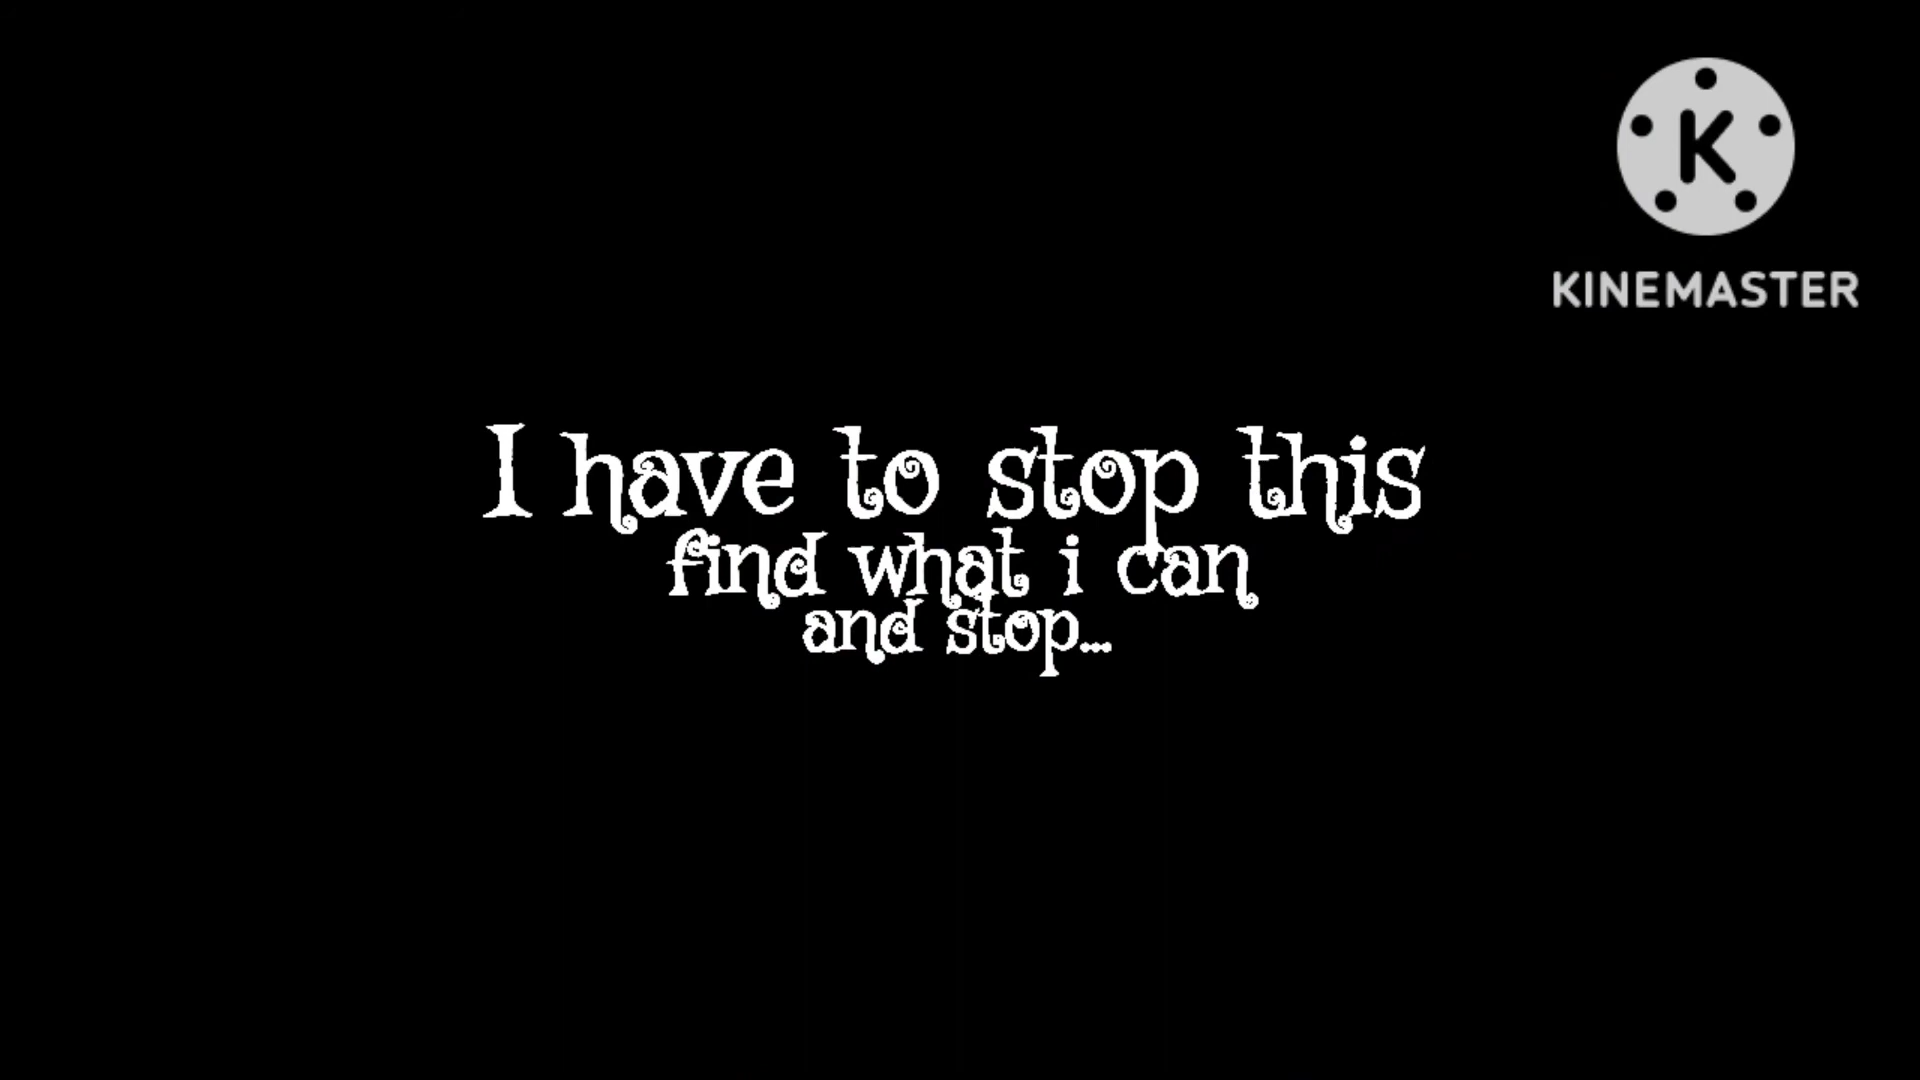 K
KINEMASTER
I have to stop this
find what i can
and stop...